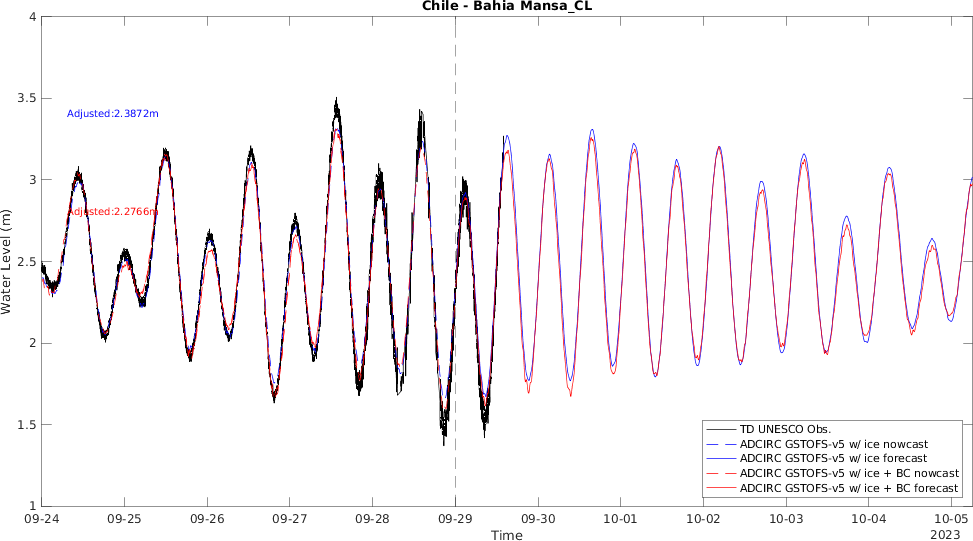 Chile - Bahia Mansa_CL
4
3.5
3
2.5
2
1.5
1
Water Level (m)
Adjusted:2.3872m
Adjusted:2.2766m
TD UNESCO Obs.
ADCIRC GSTOFS-v5 w/ ice nowcast
ADCIRC GSTOFS-v5 w/ ice forecast
ADCIRC GSTOFS-v5 w/ ice + BC nowcast
ADCIRC GSTOFS-v5 w/ ice + BC forecast
09-24 09-25 09-26 09-27 09-28 09-29 09-30 10-01 10-02 10-03 10-04 10-05
2023
Time